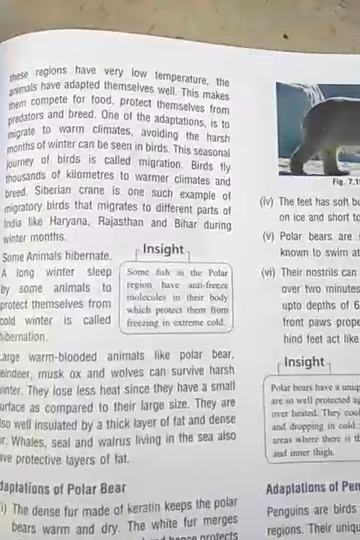 these regions have very low temperature, the
animals have adapted themselves well. This makes
them compete for food, protect themselves from
predators and breed. One of the adaptations, is to
migrate to warm climates, avoiding the harsh
months of winter can be seen in birds. This seasonal
journey of birds is called migration. Birds fly
thousands of kilometres to warmer climates and
breed. Siberian crane is one such example of
migratory birds that migrates to different parts of
India like Haryana, Rajasthan and Bihar during
winter months.
Some Animals hibernate.
A long winter sleep
by some animals to
protect themselves from
cold winter is called
hibernation.
Insight
Some fish in the Polar
region have anti-freeze
molecules in their body
which protect them from
freezing in extreme cold.
Large warm-blooded animals like polar bear,
reindeer, musk ox and wolves can survive harsh
winter. They lose less heat since they have a small
surface as compared to their large size. They are
also well insulated by a thick layer of fat and dense
fur. Whales, seal and walrus living in the sea also
have protective layers of fat.
Adaptations of Polar Bear
(i) The dense fur made of keratin keeps the polar
bears warm and dry. The white fur merges
protects
Fig. 7.1
(iv) The feet has soft
on ice and short
(v) Polar bears are
known to swim at
(vi) Their nostrils can
over two minutes
upto depths of 6
front paws
hind feet act like
Insight
Polar bears have a
are so well protected
over heated. They
and dropping in cold
areas where there is
and inner thigh.
Adaptations of
Penguins are birds
regions. Their